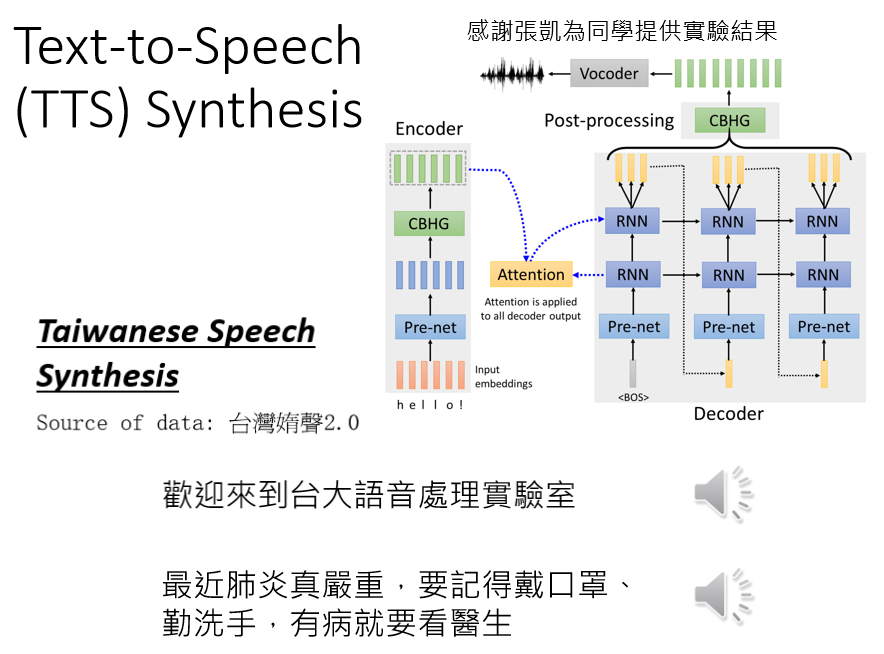 Text-to-Speech
(TTS) Synthesis
感謝張凱為同學提供實驗結果
Vocoder
Post-processing
CBHG
Encoder
CBHG
Pre-net
Input
embeddings
h e l l o !
Attention
Attention is applied
to all decoder output
RNN
RNN
RNN
RNN
RNN
RNN
Pre-net
Pre-net
Pre-net
<BOS>
Decoder
Taiwanese Speech
Synthesis
Source of data: 台灣媠聲2.0
歡迎來到台大語音處理實驗室
最近肺炎真嚴重，要記得戴口罩、
勤洗手，有病就要看醫生